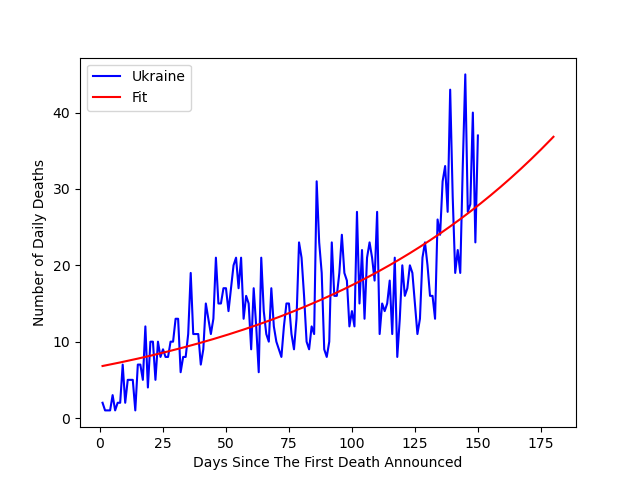 Ukraine
Fit
40
30
20
10
0
Number of Daily Deaths
0 25 50 75 100 125 150 175
Days Since The First Death Announced